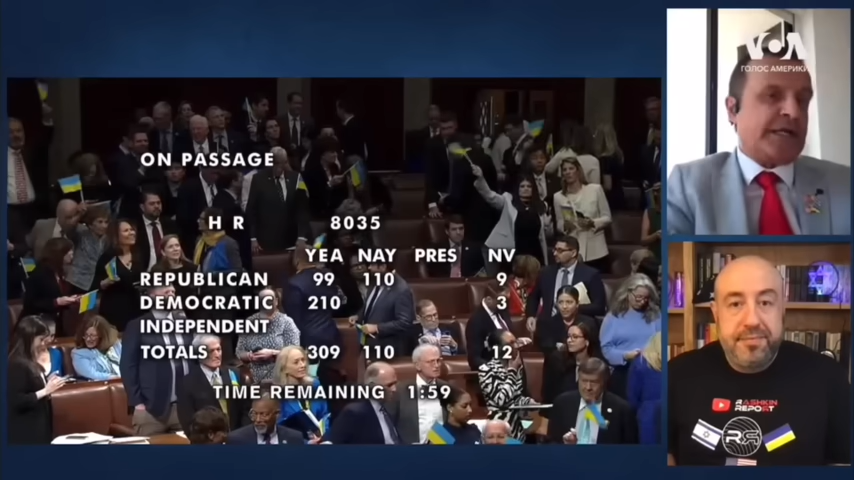 VOA
ГОЛОС АМЕРИКИ
ON PASSAGE
H R 8035
YEA NAY PRES NV
REPUBLICAN 99 110 9
DEMOCRATIC 210 3
INDEPENDENT
TOTALS 309 110 12
TIME REMAINING 1:59
RASHKIN
REPORT
RR